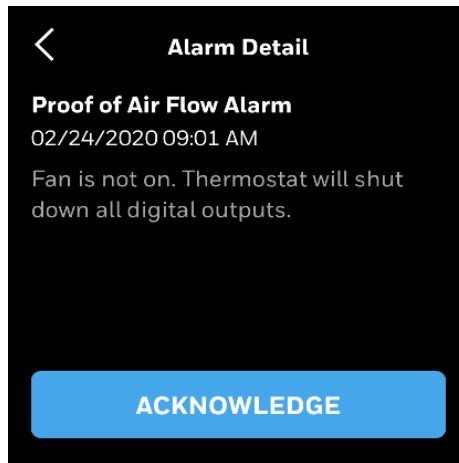 Alarm Detail
Proof of Air Flow Alarm
02/24/2020 09:01 AM
Fan is not on. Thermostat will shut
down all digital outputs.
ACKNOWLEDGE